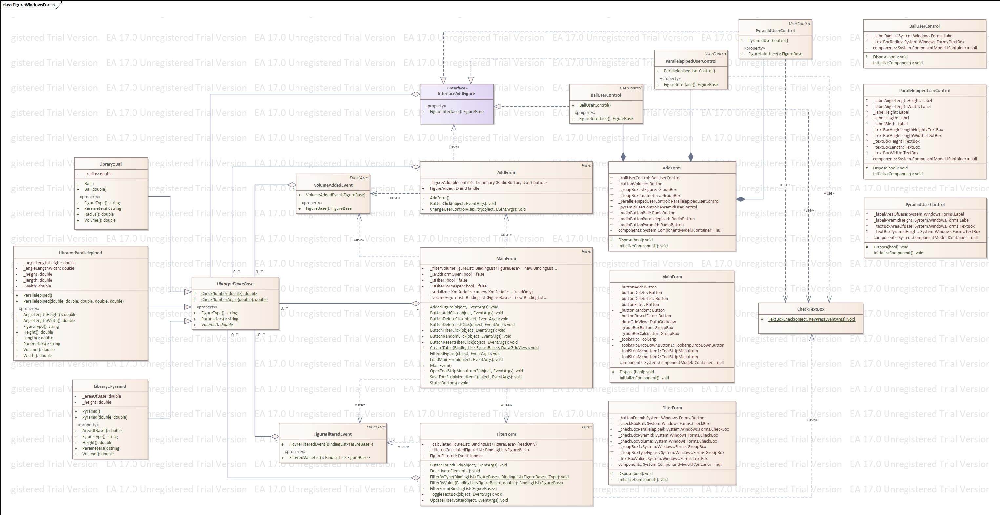 class FigureWindowsForms
UserControl
PyramidUserControl
+ PyramidUserControl()
«property»
+ FigureInterface(): FigureBase
BallUserControl
~ _labelRadius: System.Windows.Forms.Label
~ _textBoxRadius: System.Windows.Forms.TextBox
- components: System.ComponentModel.IContainer = null
# Dispose(bool): void
- InitializeComponent(): void
UserControl
ParallelepipedUserControl
+ ParallelepipedUserControl()
«property»
+ FigureInterface(): FigureBase
«interface»
InterfaceAddFigure
«property»
+ FigureInterface(): FigureBase
UserControl
BallUserControl
+ BallUserControl()
«property»
+ FigureInterface(): FigureBase
ParallelepipedUserControl
~ _labelAngleLengthHeight: Label
~ _labelAngleLengthWidth: Label
~ _labelHeight: Label
~ _labelLength: Label
~ _labelWidth: Label
~ _textBoxAngleLengthHeight: TextBox
~ _textBoxAngleLengthWidth: TextBox
~ _textBoxHeight: TextBox
~ _textBoxLength: TextBox
~ _textBoxWidth: TextBox
- components: System.ComponentModel.IContainer = null
# Dispose(bool): void
- InitializeComponent(): void
«use»
Library::Ball
- _radius: double
+ Ball()
+ Ball(double)
«property»
+ FigureType(): string
+ Parameters(): string
+ Radius(): double
+ Volume(): double
EventArgs
VolumeAddedEvent
+ VolumeAddedEvent(FigureBase)
«property»
+ FigureBase(): FigureBase
1
«use»
Form
AddForm
- _figureAddableControls: Dictionary<RadioButton, UserControl>
+ FigureAdded: EventHandler
+ AddForm()
- ButtonClick(object, EventArgs): void
- ChangeUserControlVisibility(object, EventArgs): void
1
AddForm
~ _ballUserControl: BallUserControl
~ _buttonVolume: Button
~ _groupBoxListFigure: GroupBox
~ _groupBoxParameters: GroupBox
~ _parallelepipedUserControl: ParallelepipedUserControl
~ _pyramidUserControl: PyramidUserControl
~ _radioButtonBall: RadioButton
~ _radioButtonParallelepiped: RadioButton
~ _radioButtonPyramid: RadioButton
- components: System.ComponentModel.IContainer = null
# Dispose(bool): void
- InitializeComponent(): void
«use»
«use»
«use»
PyramidUserControl
~ _labelAreaOfBase: System.Windows.Forms.Label
~ _labelPyramidHeight: System.Windows.Forms.Label
~ _textBoxAreaOfBase: System.Windows.Forms.TextBox
~ _textBoxPyramidHeight: System.Windows.Forms.TextBox
- components: System.ComponentModel.IContainer = null
# Dispose(bool): void
- InitializeComponent(): void
«use»
«use»
Library::Parallelepiped
- _angleLengthHeight: double
- _angleLengthWidth: double
- _height: double
- _length: double
- _width: double
+ Parallelepiped()
+ Parallelepiped(double, double, double, double, double)
«property»
+ AngleLengthHeight(): double
+ AngleLengthWidth(): double
+ FigureType(): string
+ Height(): double
+ Length(): double
+ Parameters(): string
+ Volume(): double
+ Width(): double
0..*
0..*
Library::FigureBase
# CheckNumber(double): double
# CheckNumberAngle(double): double
«property»
+ FigureType(): string
+ Parameters(): string
+ Volume(): double
0..*
0..*
0..*
1
Form
MainForm
- _filterVolumeFigureList: BindingList<FigureBase> = new BindingList...
- _isAddFormOpen: bool = false
- _isFilter: bool = false
- _isFilterFormOpen: bool = false
- _serializer: XmlSerializer = new XmlSerializ... {readOnly}
- _volumeFigureList: BindingList<FigureBase> = new BindingList...
- AddedFigure(object, EventArgs): void
- ButtonAddClick(object, EventArgs): void
- ButtonDeleteClick(object, EventArgs): void
- ButtonDeleteListClick(object, EventArgs): void
- ButtonFilterClick(object, EventArgs): void
- ButtonRandomClick(object, EventArgs): void
- ButtonResertFilterClick(object, EventArgs): void
+ CreateTable(BindingList<FigureBase>, DataGridView): void
- FilteredFigure(object, EventArgs): void
- LoadMainForm(object, EventArgs): void
+ MainForm()
- OpenToolStripMenuItem2(object, EventArgs): void
- SaveToolStripMenuItem1(object, EventArgs): void
- StatusButtons(): void
MainForm
- _buttonAdd: Button
- _buttonDelete: Button
- _buttonDeleteList: Button
- _buttonFilter: Button
- _buttonRandom: Button
- _buttonResertFilter: Button
- _dataGridView: DataGridView
- _groupBoxButton: GroupBox
- _groupBoxCalculator: GroupBox
- _toolStrip: ToolStrip
- _toolStripDropDownButton1: ToolStripDropDownButton
- _toolStripMenuItem1: ToolStripMenuItem
- _toolStripMenuItem2: ToolStripMenuItem
- components: System.ComponentModel.IContainer = null
# Dispose(bool): void
- InitializeComponent(): void
CheckTextBox
+ TextBoxCheck(object, KeyPressEventArgs): void
Library::Pyramid
- _areaOfBase: double
- _height: double
+ Pyramid()
+ Pyramid(double, double)
«property»
+ AreaOfBase(): double
+ FigureType(): string
+ Height(): double
+ Parameters(): string
+ Volume(): double
«use»
«use»
«use»
EventArgs
FigureFilteredEvent
+ FigureFilteredEvent(BindingList<FigureBase>)
«property»
+ FilteredValueList(): BindingList<FigureBase>
1
«use»
Form
FilterForm
- _calculatedFigureList: BindingList<FigureBase> {readOnly}
- _filteredCalculatedFigureList: BindingList<FigureBase>
+ FigureFiltered: EventHandler
- ButtonFoundClick(object, EventArgs): void
- DeactivateElements(): void
- FilterByType(BindingList<FigureBase>, BindingList<FigureBase>, Type): void
- FilterByValue(BindingList<FigureBase>, double): BindingList<FigureBase>
+ FilterForm(BindingList<FigureBase>)
- ToggleTextBox(object, EventArgs): void
- UpdateFilterState(object, EventArgs): void
1
FilterForm
- _buttonFound: System.Windows.Forms.Button
- _checkBoxBall: System.Windows.Forms.CheckBox
- _checkBoxParallelepiped: System.Windows.Forms.CheckBox
- _checkBoxPyramid: System.Windows.Forms.CheckBox
- _checkBoxVolume: System.Windows.Forms.CheckBox
~ _groupBox1: System.Windows.Forms.GroupBox
~ _groupBoxTypeFigure: System.Windows.Forms.GroupBox
- _textBoxValue: System.Windows.Forms.TextBox
- components: System.ComponentModel.IContainer = null
# Dispose(bool): void
- InitializeComponent(): void